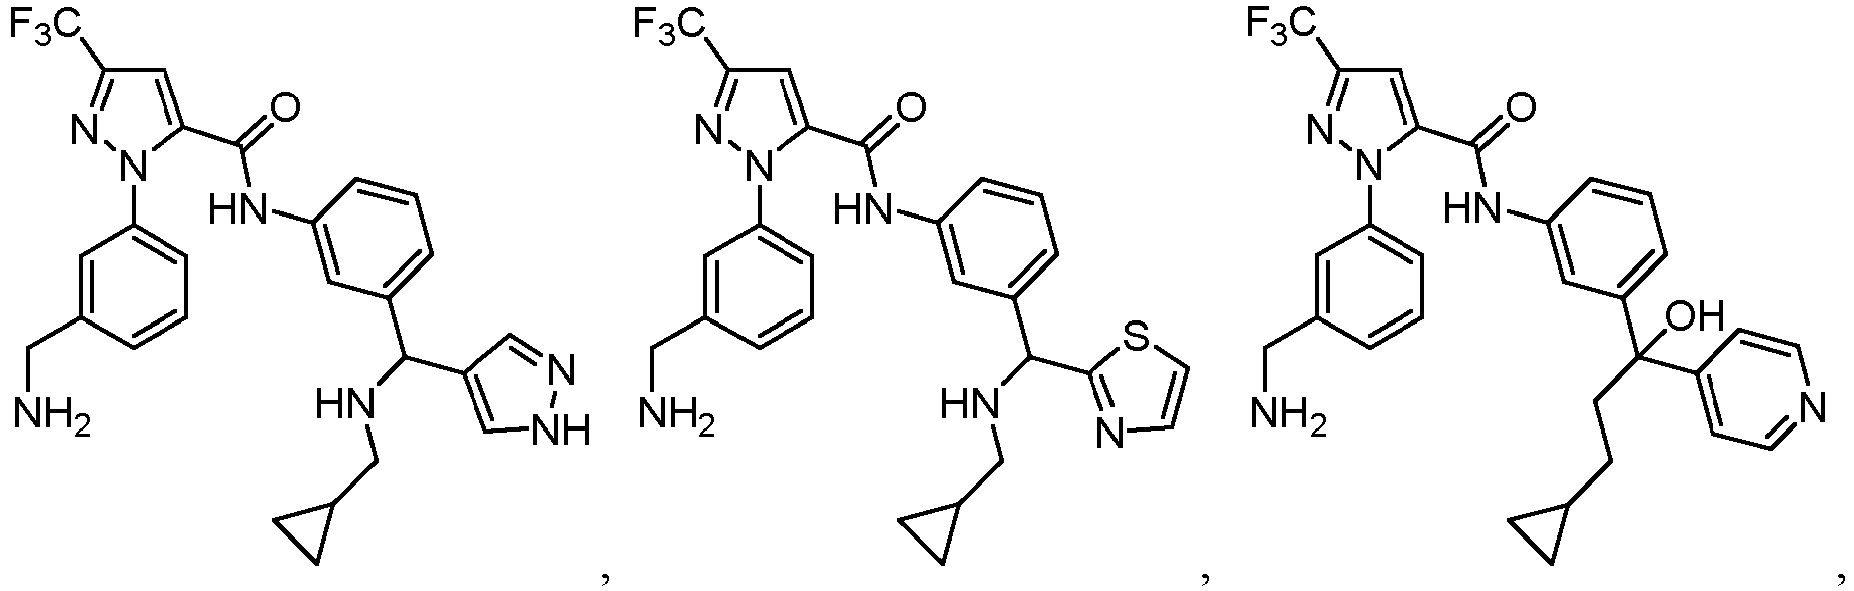 F3C F3C F3C
O O O
N N N
N N N
HN HN HN
OH
S
N
HN HN N
NH2 NH NH2 N NH2
, , ,